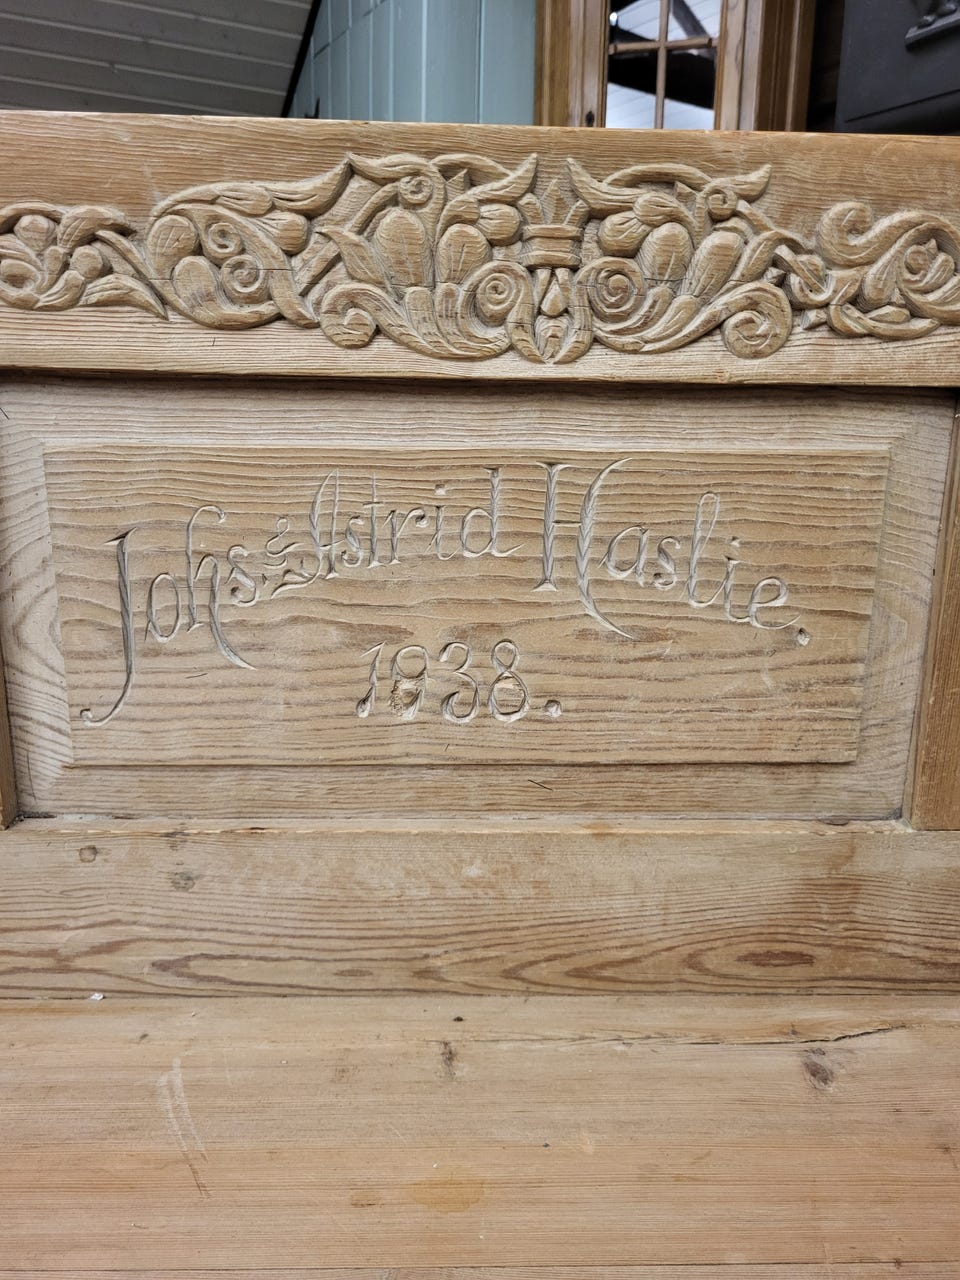 Johs. & Astrid Haslie.
1938.